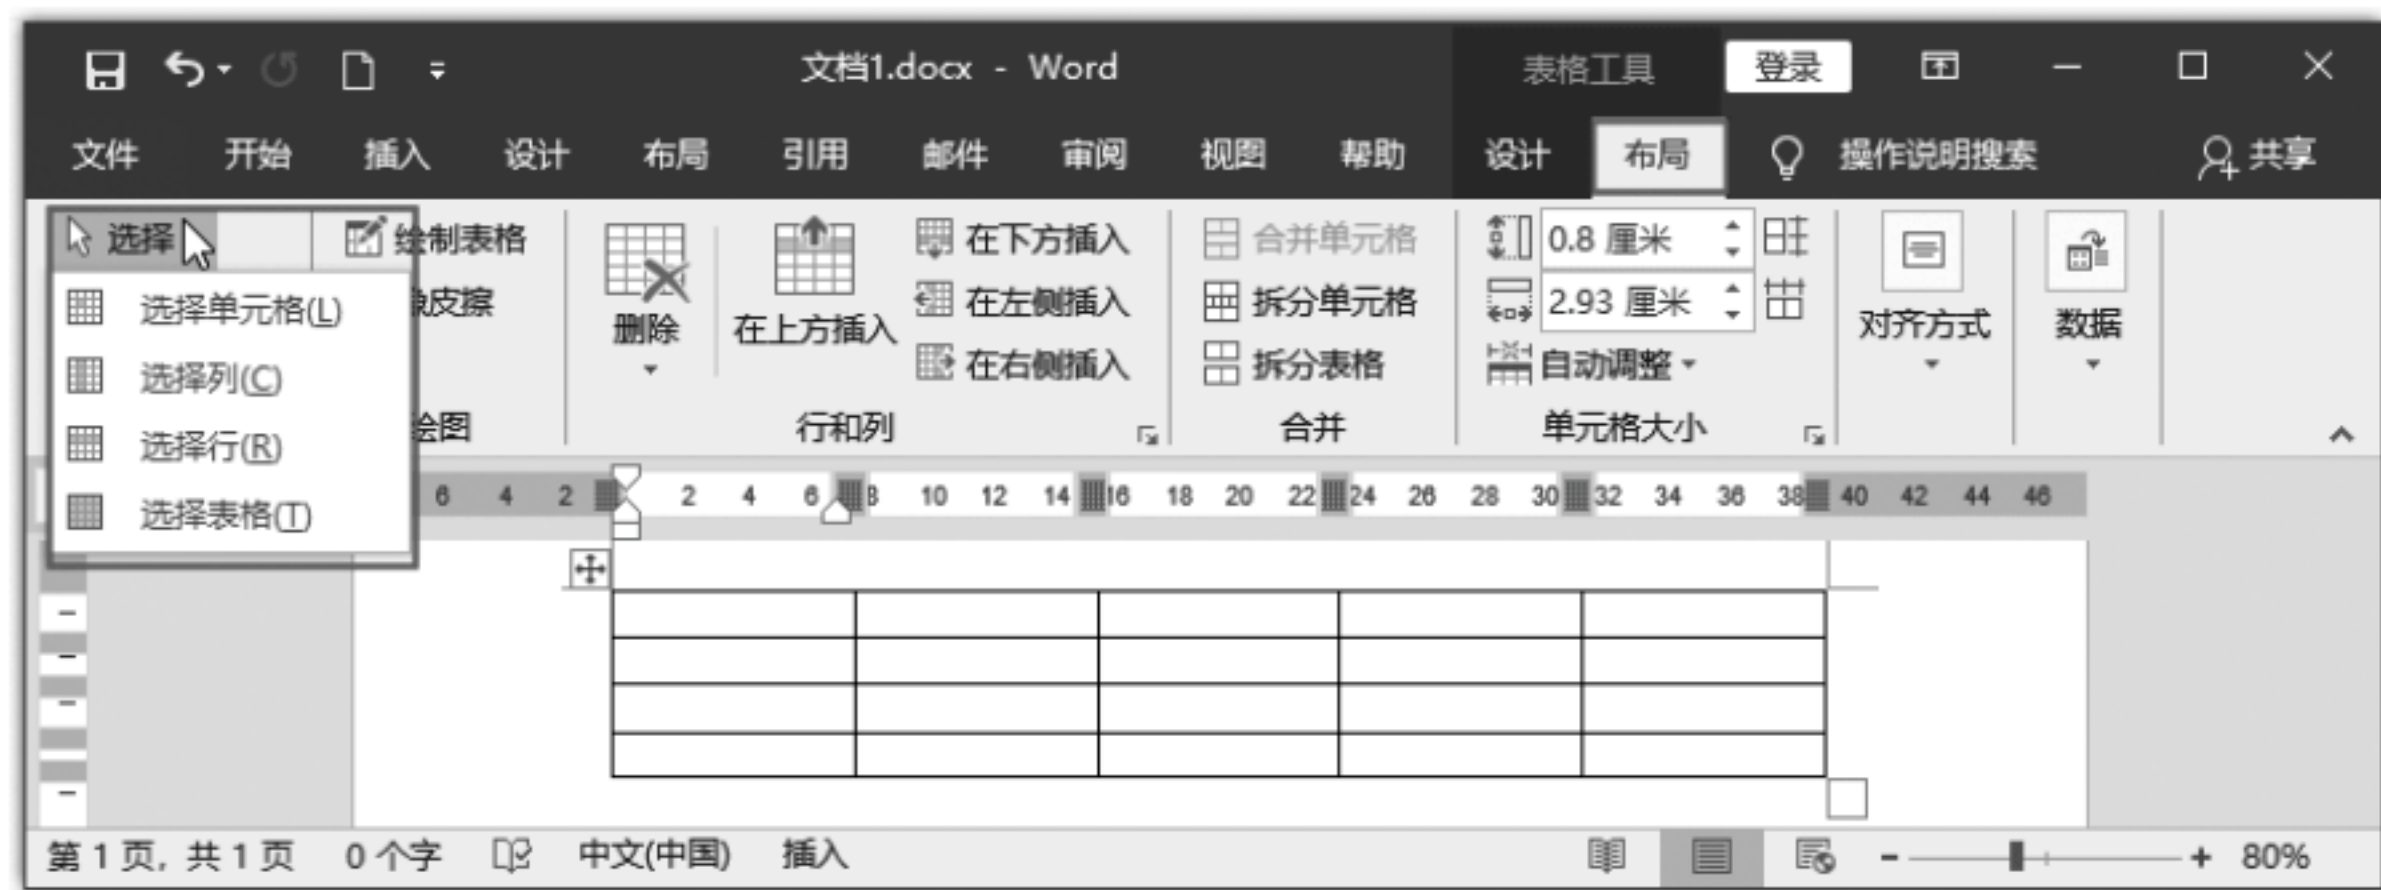 文档1.docx - Word 表格工具 登录
文件 开始 插入 设计 布局 引用 邮件 审阅 视图 帮助 设计 布局 操作说明搜索 共享
选择
选择单元格(L)
选择列(C)
选择行(R)
选择表格(T)
绘制表格
皮擦
绘图
删除
在上方插入
在下方插入
在左侧插入
在右侧插入
行和列
合并单元格
拆分单元格
拆分表格
合并
0.8 厘米
2.93 厘米
自动调整
单元格大小
对齐方式
数据
6 4 2 2 4 6 8 10 12 14 16 18 20 22 24 26 28 30 32 34 36 38 40 42 44 46
第 1 页, 共 1 页 0 个字 中文(中国) 插入 80%